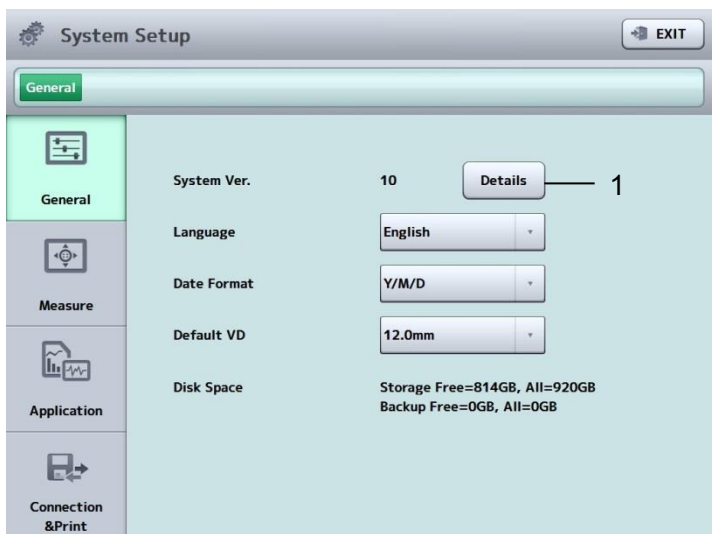 System Setup
EXIT
General
General
System Ver. 10 Details 1
Language English
Measure
Date Format Y/M/D
Default VD 12.0mm
Application
Disk Space Storage Free=814GB, All=920GB
Backup Free=0GB, All=0GB
Connection
&Print